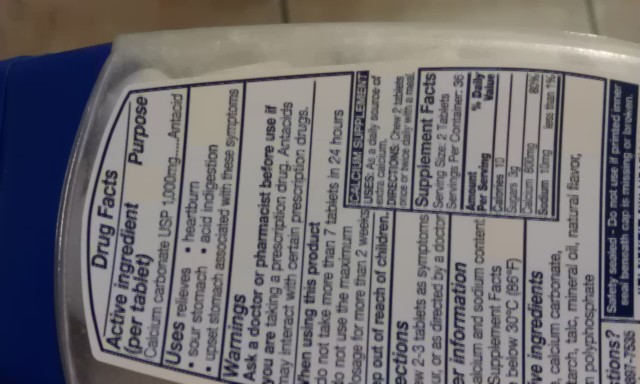 Drug Facts
Active ingredient Purpose
(per tablet)
Calcium carbonate USP 1,000mg.....Antacid
Uses relieves • heartburn
• sour stomach • acid indigestion
• upset stomach associated with these symptoms
Warnings
Ask a doctor or pharmacist before use if
you are taking a prescription drug. Antacids
may interact with certain prescription drugs.
When using this product
do not take more than 7 tablets in 24 hours
do not use the maximum
dosage for more than 2 weeks
p out of reach of children.
ections
ew 2-3 tablets as symptoms
ur, or as directed by a doctor
er information
alcium and sodium content
Supplement Facts
below 30°C (86°F)
ve ingredients
calcium carbonate,
tarch, talc, mineral oil, natural flavor,
polyphosphate
tions?
897-7535
CALCIUM SUPPLEMENT
USES: As a daily source of
extra calcium.
DIRECTIONS: Chew 2 tablets
once or twice daily with a meal.
Supplement Facts
Serving Size: 2 Tablets
Servings Per Container: 36
Amount Per Serving % Daily Value
Calories 10
Sugars 3g
Calcium 800mg 80%
Sodium 10mg less than 1%
Safety sealed - Do not use if printed inner
seal beneath cap is missing or broken.